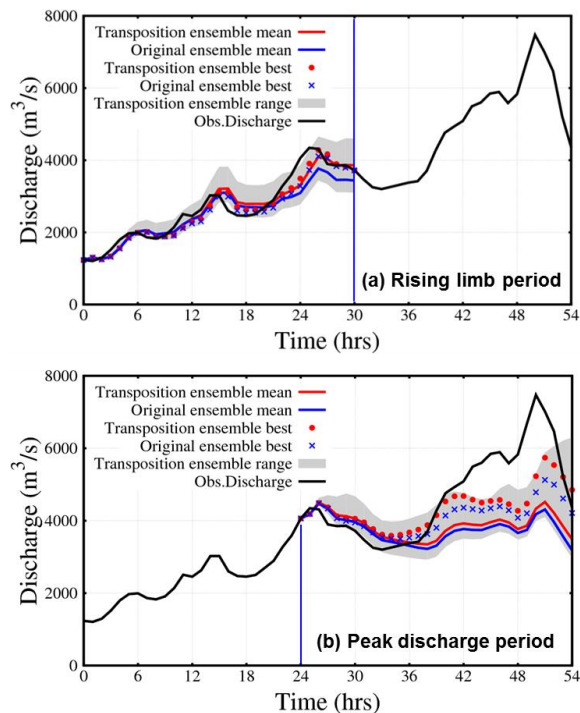 8000
6000
4000
2000
0
Discharge (m³/s)
Transposition ensemble mean
Original ensemble mean
Transposition ensemble best
Original ensemble best
Transposition ensemble range
Obs.Discharge
(a) Rising limb period
0 6 12 18 24 30 36 42 48 54
Time (hrs)
8000
6000
4000
2000
0
Discharge (m³/s)
Transposition ensemble mean
Original ensemble mean
Transposition ensemble best
Original ensemble best
Transposition ensemble range
Obs.Discharge
(b) Peak discharge period
0 6 12 18 24 30 36 42 48 54
Time (hrs)